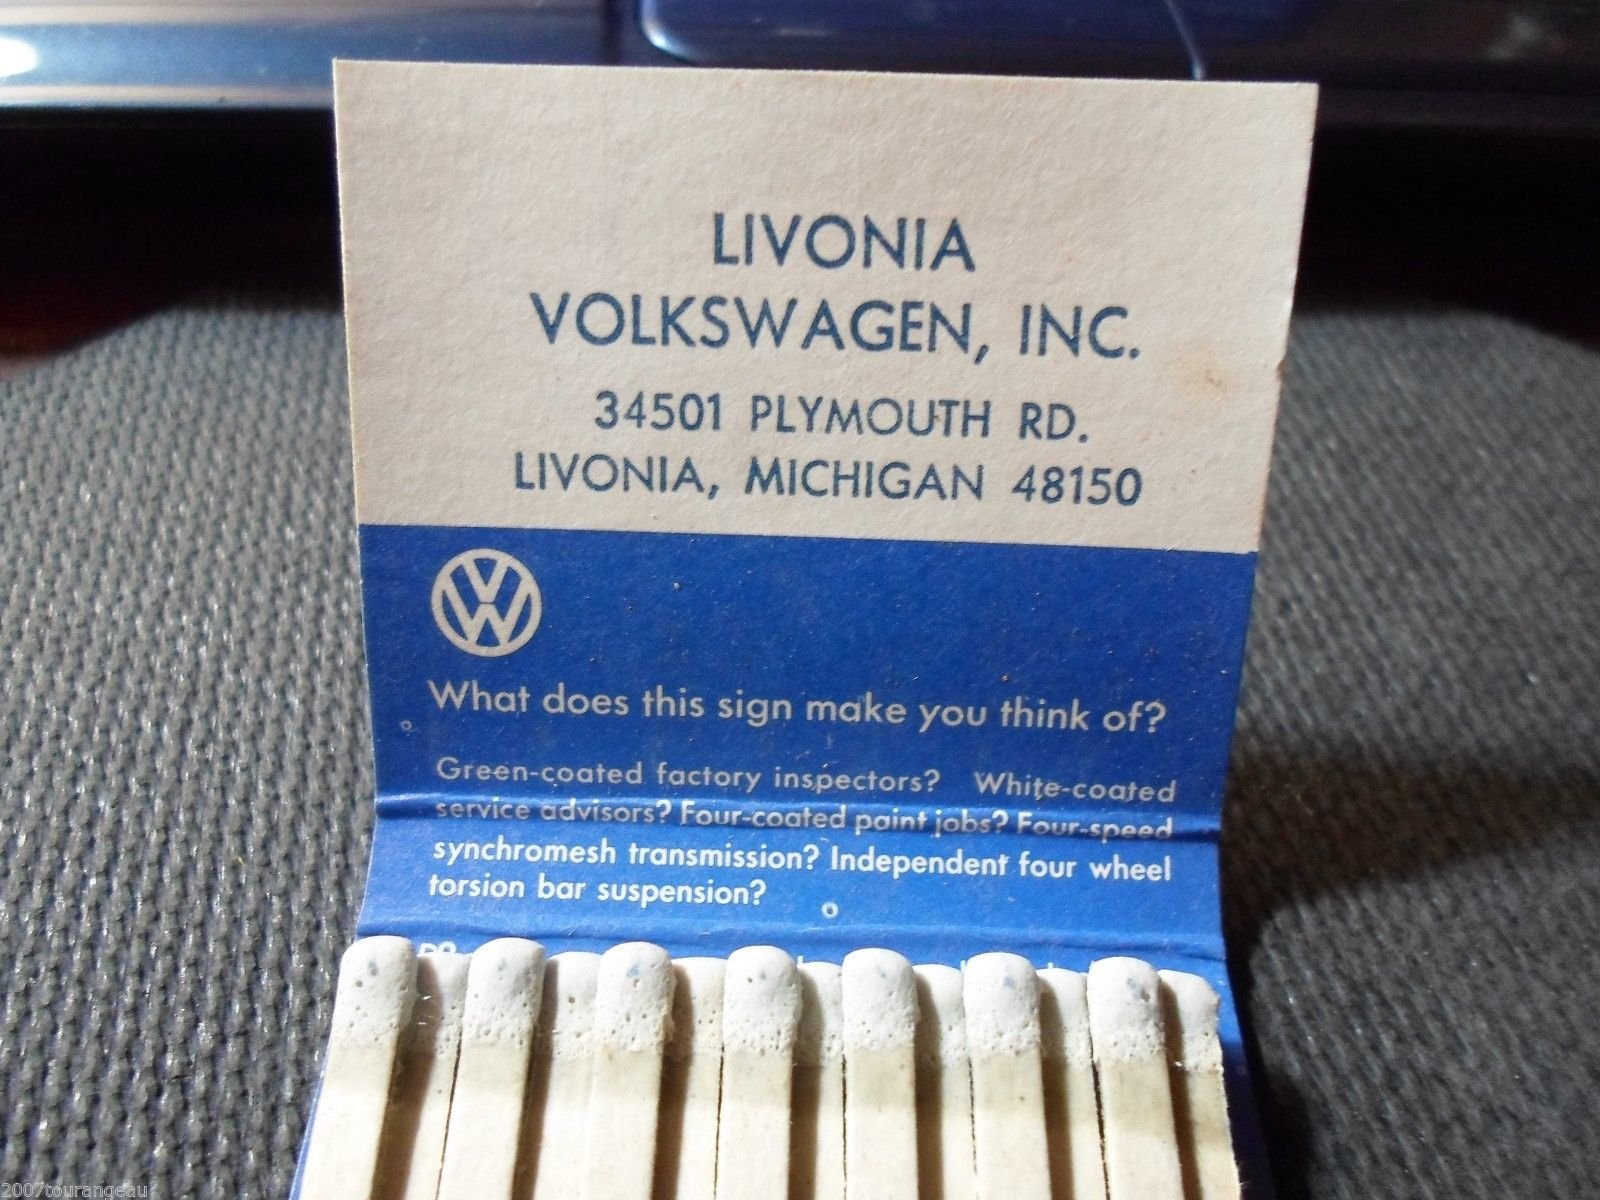 LIVONIA
VOLKSWAGEN, INC.
34501 PLYMOUTH RD.
LIVONIA, MICHIGAN 48150
VW
What does this sign make you think of?
Green-coated factory inspectors? White-coated
service advisors? Four-coated paint jobs? Four-speed
synchromesh transmission? Independent four wheel
torsion bar suspension?
2007tourangeau